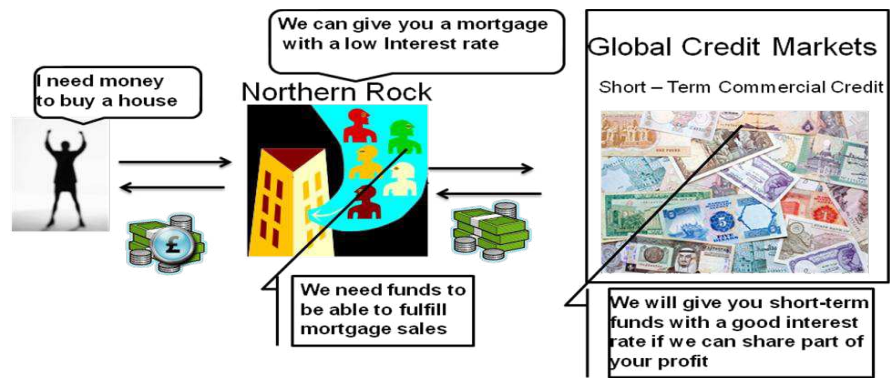 I need money
to buy a house
We can give you a mortgage
with a low Interest rate
Northern Rock
Global Credit Markets
Short – Term Commercial Credit
£
We need funds to
be able to fulfill
mortgage sales
We will give you short-term
funds with a good interest
rate if we can share part of
your profit